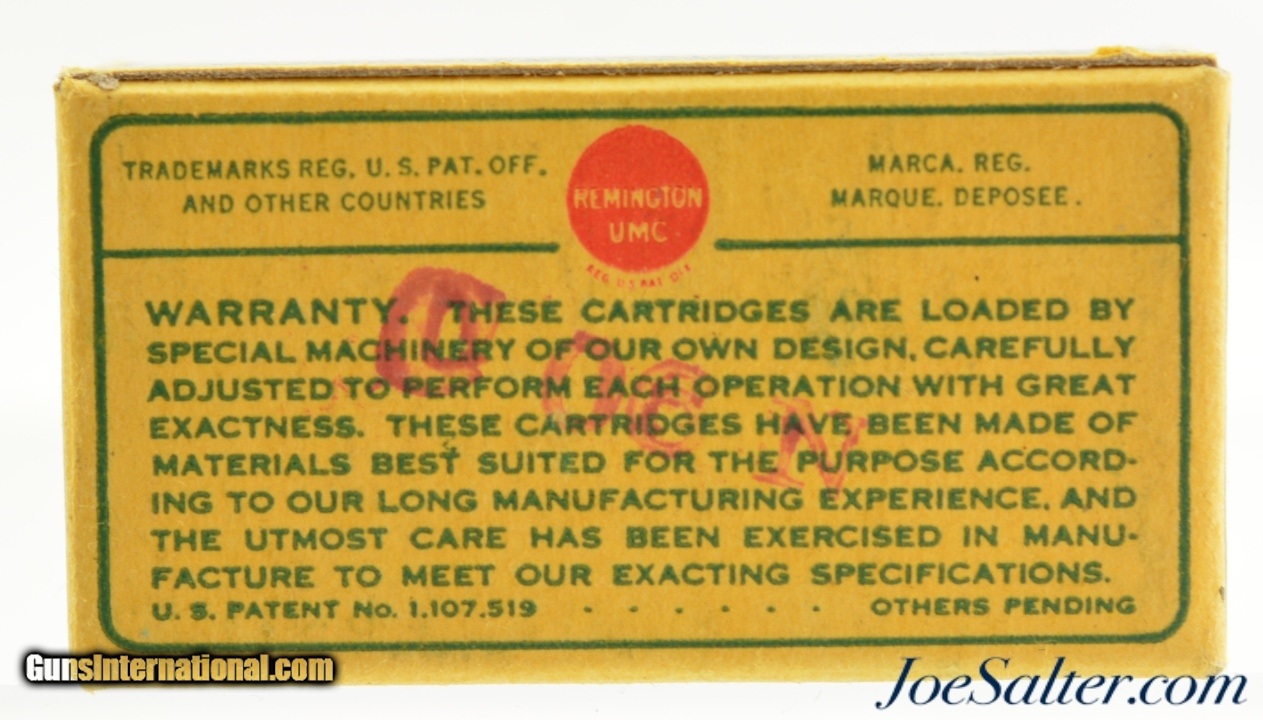 TRADEMARKS REG. U.S. PAT. OFF.
AND OTHER COUNTRIES
REMINGTON
UMC
REG. U.S. PAT. OFF.
MARCA. REG.
MARQUE. DEPOSEE.
WARRANTY. THESE CARTRIDGES ARE LOADED BY
SPECIAL MACHINERY OF OUR OWN DESIGN, CAREFULLY
ADJUSTED TO PERFORM EACH OPERATION WITH GREAT
EXACTNESS. THESE CARTRIDGES HAVE BEEN MADE OF
MATERIALS BEST SUITED FOR THE PURPOSE ACCORD-
ING TO OUR LONG MANUFACTURING EXPERIENCE, AND
THE UTMOST CARE HAS BEEN EXERCISED IN MANU-
FACTURE TO MEET OUR EXACTING SPECIFICATIONS.
U. S. PATENT No. 1.107.519 - - - - - - OTHERS PENDING
GunsInternational.com
JoeSalter.com